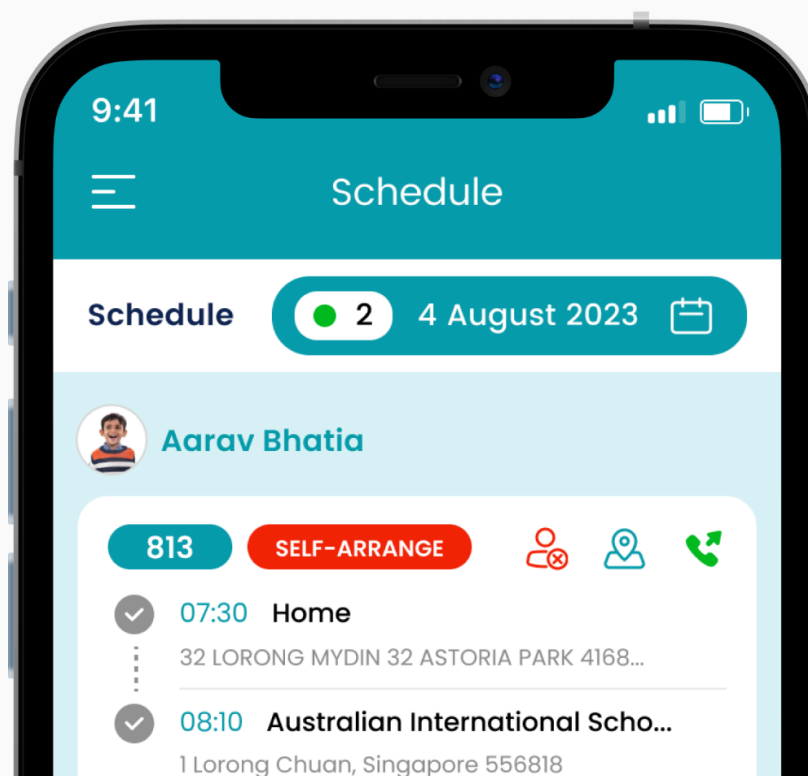 9:41
Schedule
Schedule 2 4 August 2023
Aarav Bhatia
813 SELF-ARRANGE
07:30 Home
32 LORONG MYDIN 32 ASTORIA PARK 4168...
08:10 Australian International Scho...
1 Lorong Chuan, Singapore 556818